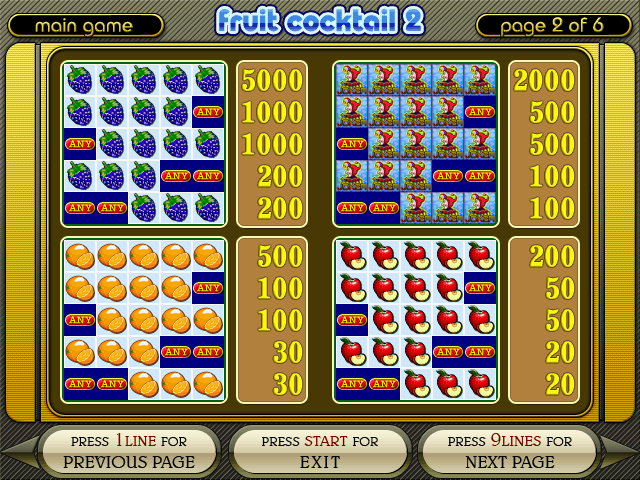 main game
fruit cocktail 2
page 2 of 6
5000
ANY 1000
ANY 1000
ANY ANY 200
ANY ANY 200
2000
ANY 500
ANY 500
ANY ANY 100
ANY ANY 100
500
ANY 100
ANY 100
ANY ANY 30
ANY ANY 30
200
ANY 50
ANY 50
ANY ANY 20
ANY ANY 20
PRESS 1LINE FOR
PREVIOUS PAGE
PRESS START FOR
EXIT
PRESS 9LINES FOR
NEXT PAGE